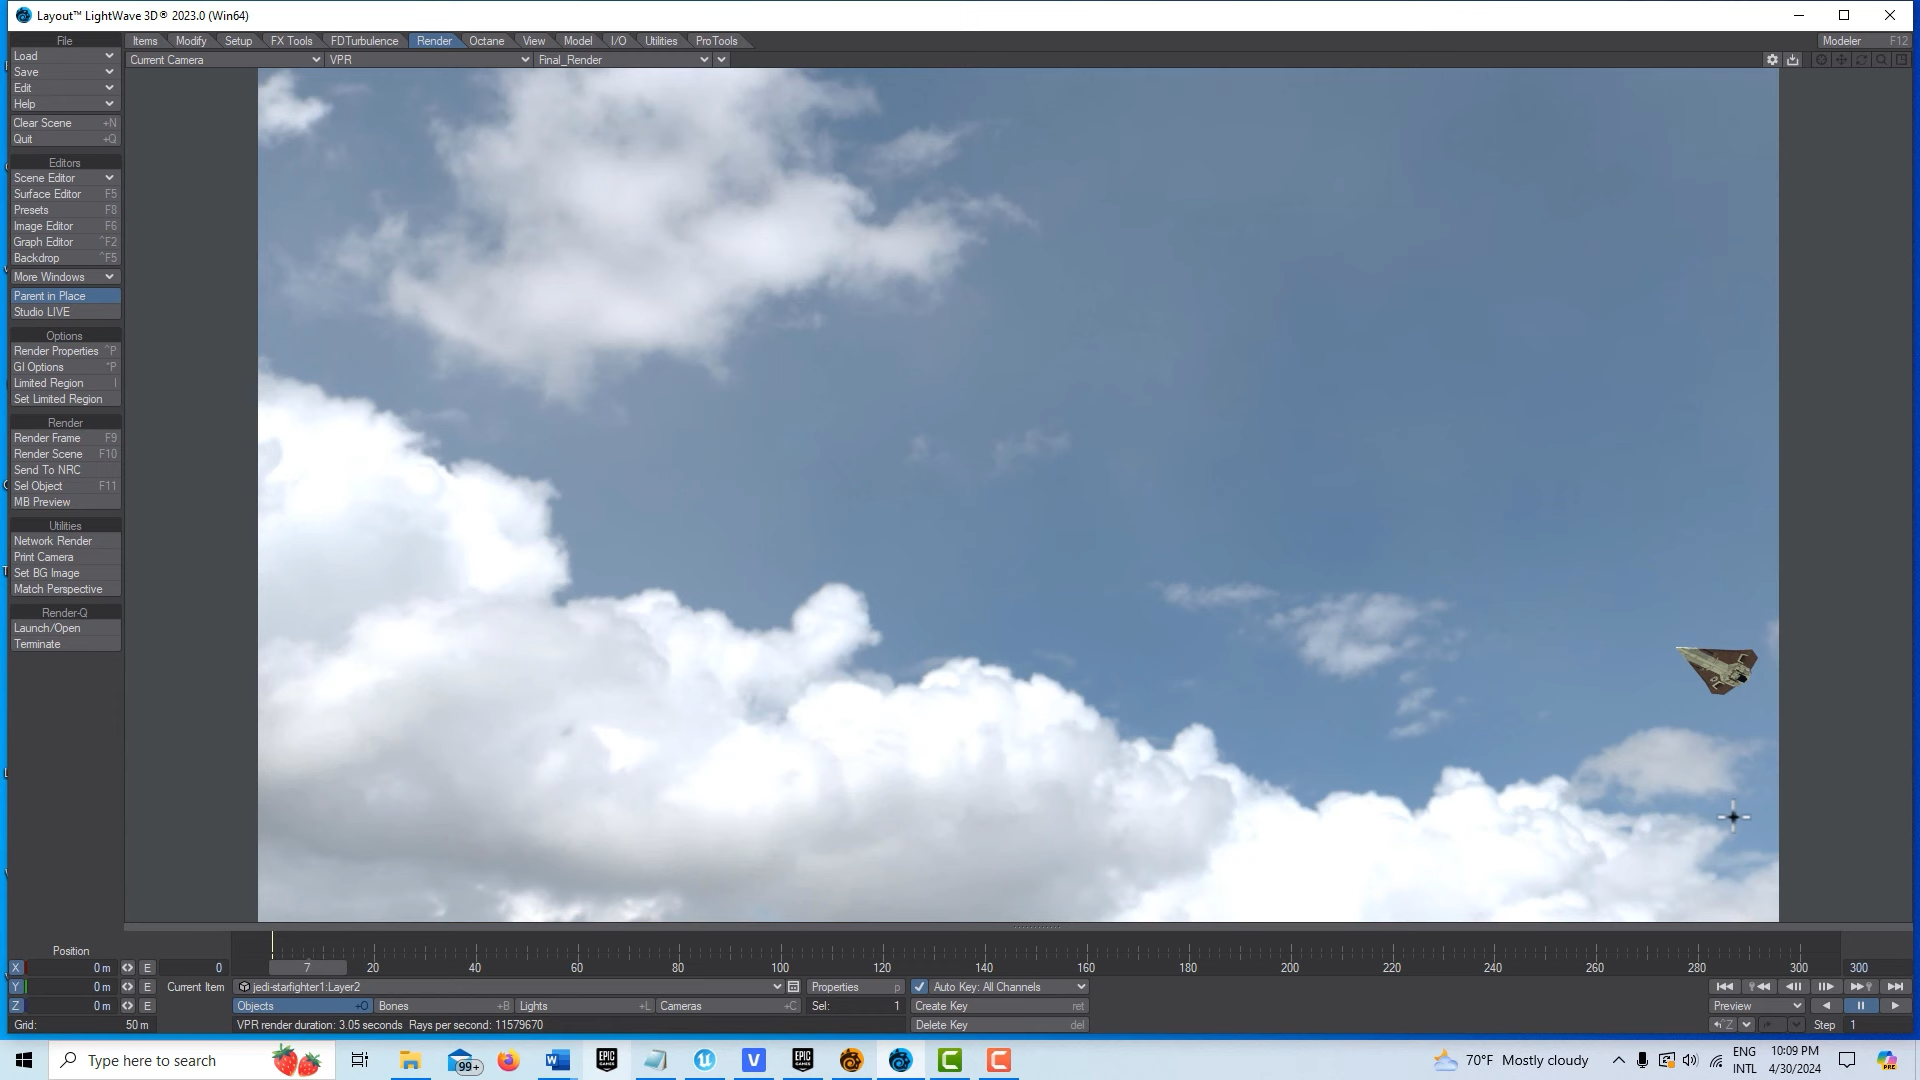 Layout™ LightWave 3D® 2023.0 (Win64)
File
Items Modify Setup FX Tools FDTurbulence Render Octane View Model I/O Utilities ProTools
Modeler F12
Current Camera VPR Final_Render
Load
Save
Edit
Help
Clear Scene +N
Quit +Q
Editors
Scene Editor
Surface Editor F5
Presets F8
Image Editor F6
Graph Editor ^F2
Backdrop ^F5
More Windows
Parent in Place
Studio LIVE
Options
Render Properties ^P
GI Options *P
Limited Region l
Set Limited Region
Render
Render Frame F9
Render Scene F10
Send To NRC
Sel Object F11
MB Preview
Utilities
Network Render
Print Camera
Set BG Image
Match Perspective
Render-Q
Launch/Open
Terminate
Position
X 0 m E 0 7 20 40 60 80 100 120 140 160 180 200 220 240 260 280 300 300
Y 0 m E Current Item jedi-starfighter1:Layer2 Properties p Auto Key: All Channels
Z 0 m E Objects +O Bones +B Lights +L Cameras +C Sel: 1 Create Key ret Preview
Grid: 50 m VPR render duration: 3.05 seconds Rays per second: 11579670 Delete Key del Z Step 1
Type here to search 99+ 70°F Mostly cloudy ENG 10:09 PM
INTL 4/30/2024